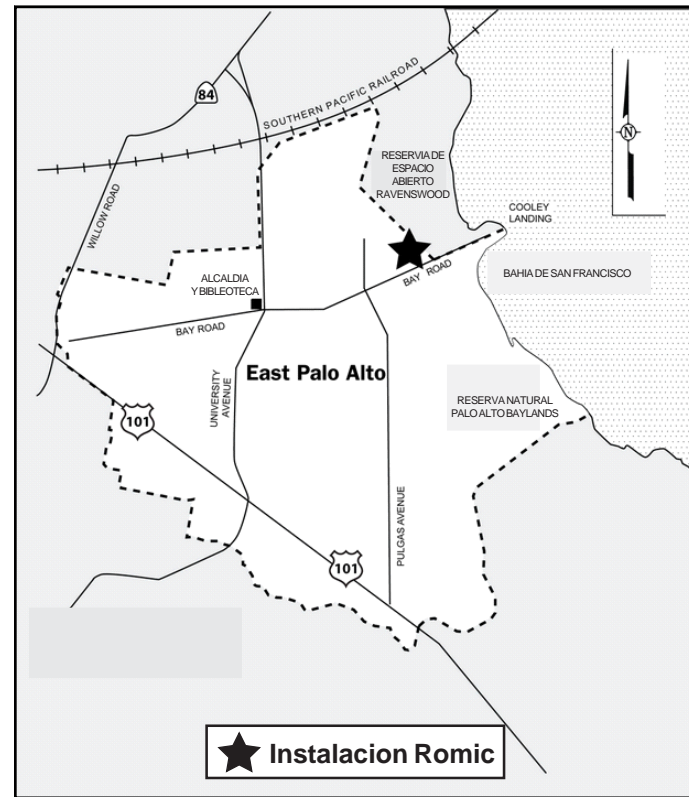 SOUTHERN PACIFIC RAILROAD
84
WILLOW ROAD
RESERVIA DE
ESPACIO
ABIERTO
RAVENSWOOD
N
COOLEY
LANDING
ALCALDIA
Y BIBLEOTECA
BAY ROAD
BAHIA DE SAN FRANCISCO
BAY ROAD
East Palo Alto
UNIVERSITY
AVENUE
RESERVA NATURAL
PALO ALTO BAYLANDS
101
PULGAS AVENUE
101
Instalacion Romic